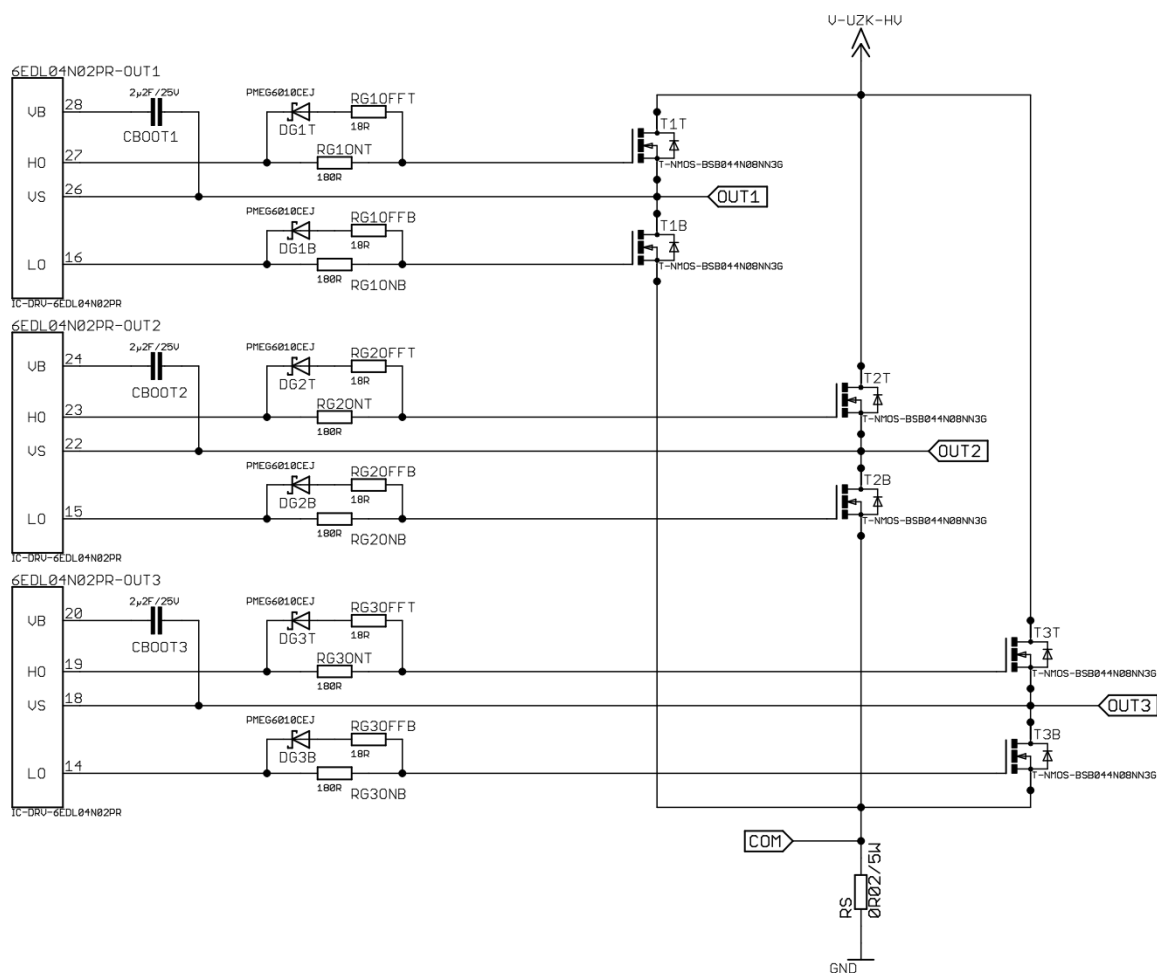 V-UZK-HV
6EDL04N02PR-OUT1
VB
28
2µ2F/25V
CBOOT1
PMEG6010CEJ
DG1T
RG1OFFT
18R
T1T
HO
27
RG1ONT
180R
T-NMOS-BSB044N08NN3G
VS
26
OUT1
PMEG6010CEJ
DG1B
RG1OFFB
18R
T1B
LO
16
180R
RG1ONB
T-NMOS-BSB044N08NN3G
IC-DRV-6EDL04N02PR
6EDL04N02PR-OUT2
VB
24
2µ2F/25V
CBOOT2
PMEG6010CEJ
DG2T
RG2OFFT
18R
T2T
HO
23
RG2ONT
180R
T-NMOS-BSB044N08NN3G
VS
22
OUT2
PMEG6010CEJ
DG2B
RG2OFFB
18R
T2B
LO
15
180R
RG2ONB
T-NMOS-BSB044N08NN3G
IC-DRV-6EDL04N02PR
6EDL04N02PR-OUT3
VB
20
2µ2F/25V
CBOOT3
PMEG6010CEJ
DG3T
RG3OFFT
18R
T3T
HO
19
RG3ONT
180R
T-NMOS-BSB044N08NN3G
VS
18
OUT3
PMEG6010CEJ
DG3B
RG3OFFB
18R
T3B
LO
14
180R
RG3ONB
T-NMOS-BSB044N08NN3G
IC-DRV-6EDL04N02PR
COM
RS
0R02/5W
GND